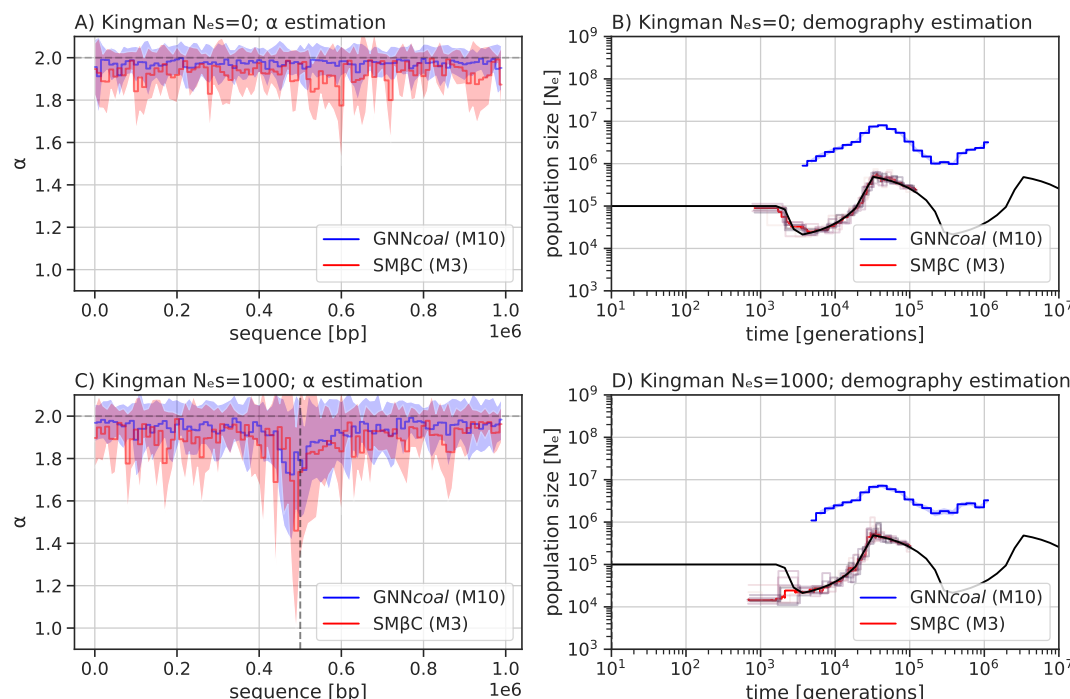 A) Kingman Nₑs=0; α estimation
2.0
1.8
1.6
1.4
1.2
1.0
α
GNNcoal (M10)
SMβC (M3)
0.0 0.2 0.4 0.6 0.8 1.0
1e6
sequence [bp]
B) Kingman Nₑs=0; demography estimation
10⁹
10⁸
10⁷
10⁶
10⁵
10⁴
10³
population size [Nₑ]
GNNcoal (M10)
SMβC (M3)
10¹ 10² 10³ 10⁴ 10⁵ 10⁶ 10⁷
time [generations]
C) Kingman Nₑs=1000; α estimation
2.0
1.8
1.6
1.4
1.2
1.0
α
GNNcoal (M10)
SMβC (M3)
0.0 0.2 0.4 0.6 0.8 1.0
1e6
sequence [bp]
D) Kingman Nₑs=1000; demography estimation
10⁹
10⁸
10⁷
10⁶
10⁵
10⁴
10³
population size [Nₑ]
GNNcoal (M10)
SMβC (M3)
10¹ 10² 10³ 10⁴ 10⁵ 10⁶ 10⁷
time [generations]